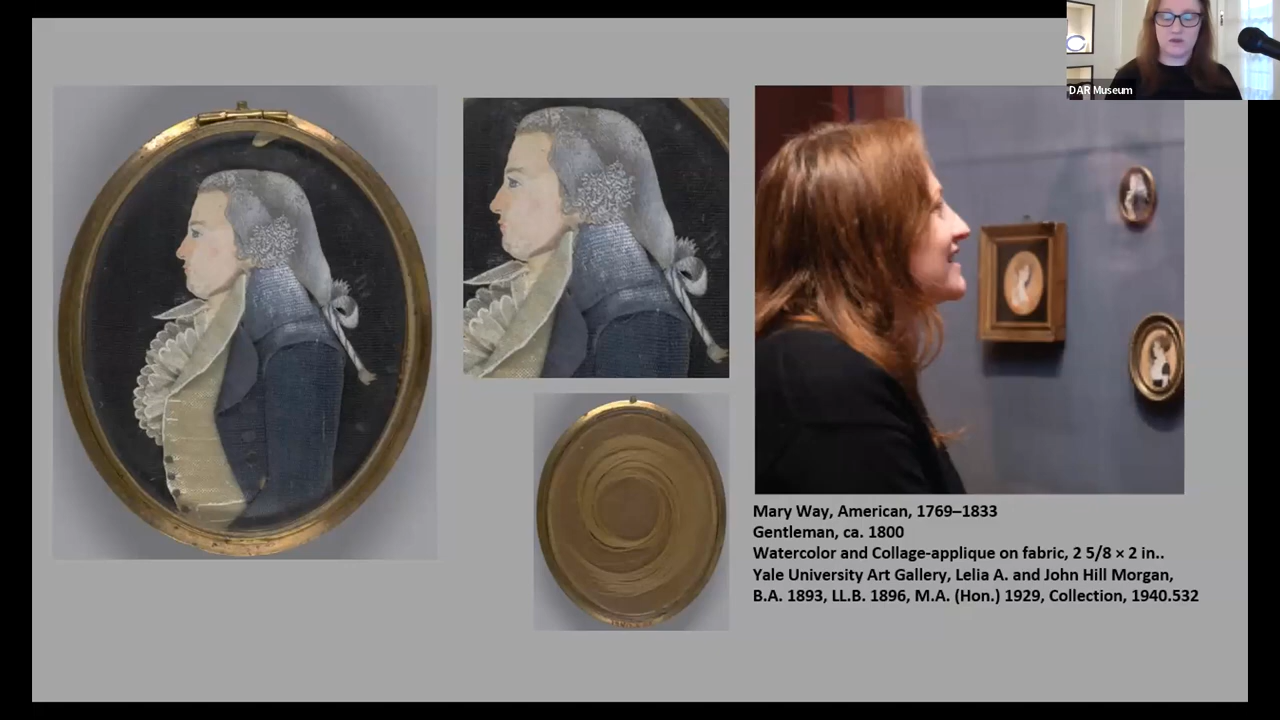 DAR Museum
Mary Way, American, 1769–1833
Gentleman, ca. 1800
Watercolor and Collage-applique on fabric, 2 5/8 × 2 in..
Yale University Art Gallery, Lelia A. and John Hill Morgan,
B.A. 1893, LL.B. 1896, M.A. (Hon.) 1929, Collection, 1940.532